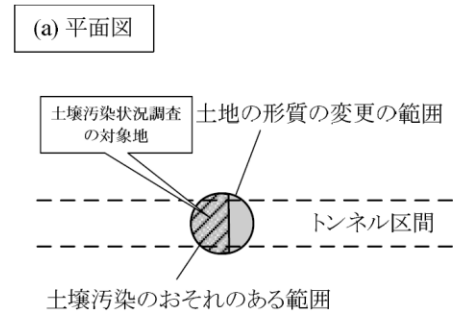 (a) 平面図
土壌汚染状況調査
の対象地
土地の形質の変更の範囲
トンネル区間
土壌汚染のおそれのある範囲